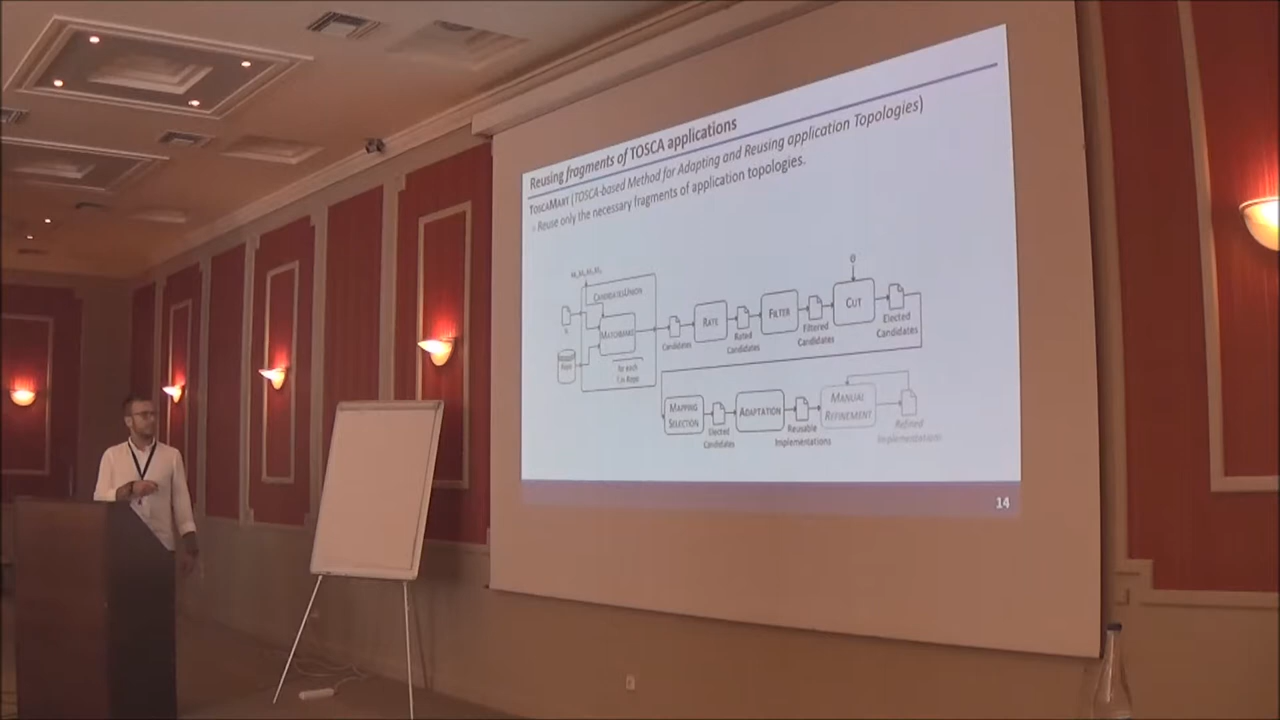 Reusing fragments of TOSCA applications
TOSCAMART (TOSCA-based Method for Adapting and Reusing application Topologies)
Reuse only the necessary fragments of application topologies.
CANDIDATESUNION
MATCHMAKE
for each
Candidates
RATE
Rated
Candidates
FILTER
Filtered
Candidates
CUT
Elected
Candidates
MAPPING
SELECTION
Elected
Candidates
ADAPTATION
Reusable
Implementations
MANUAL
REFINEMENT
Refined
Implementations
14